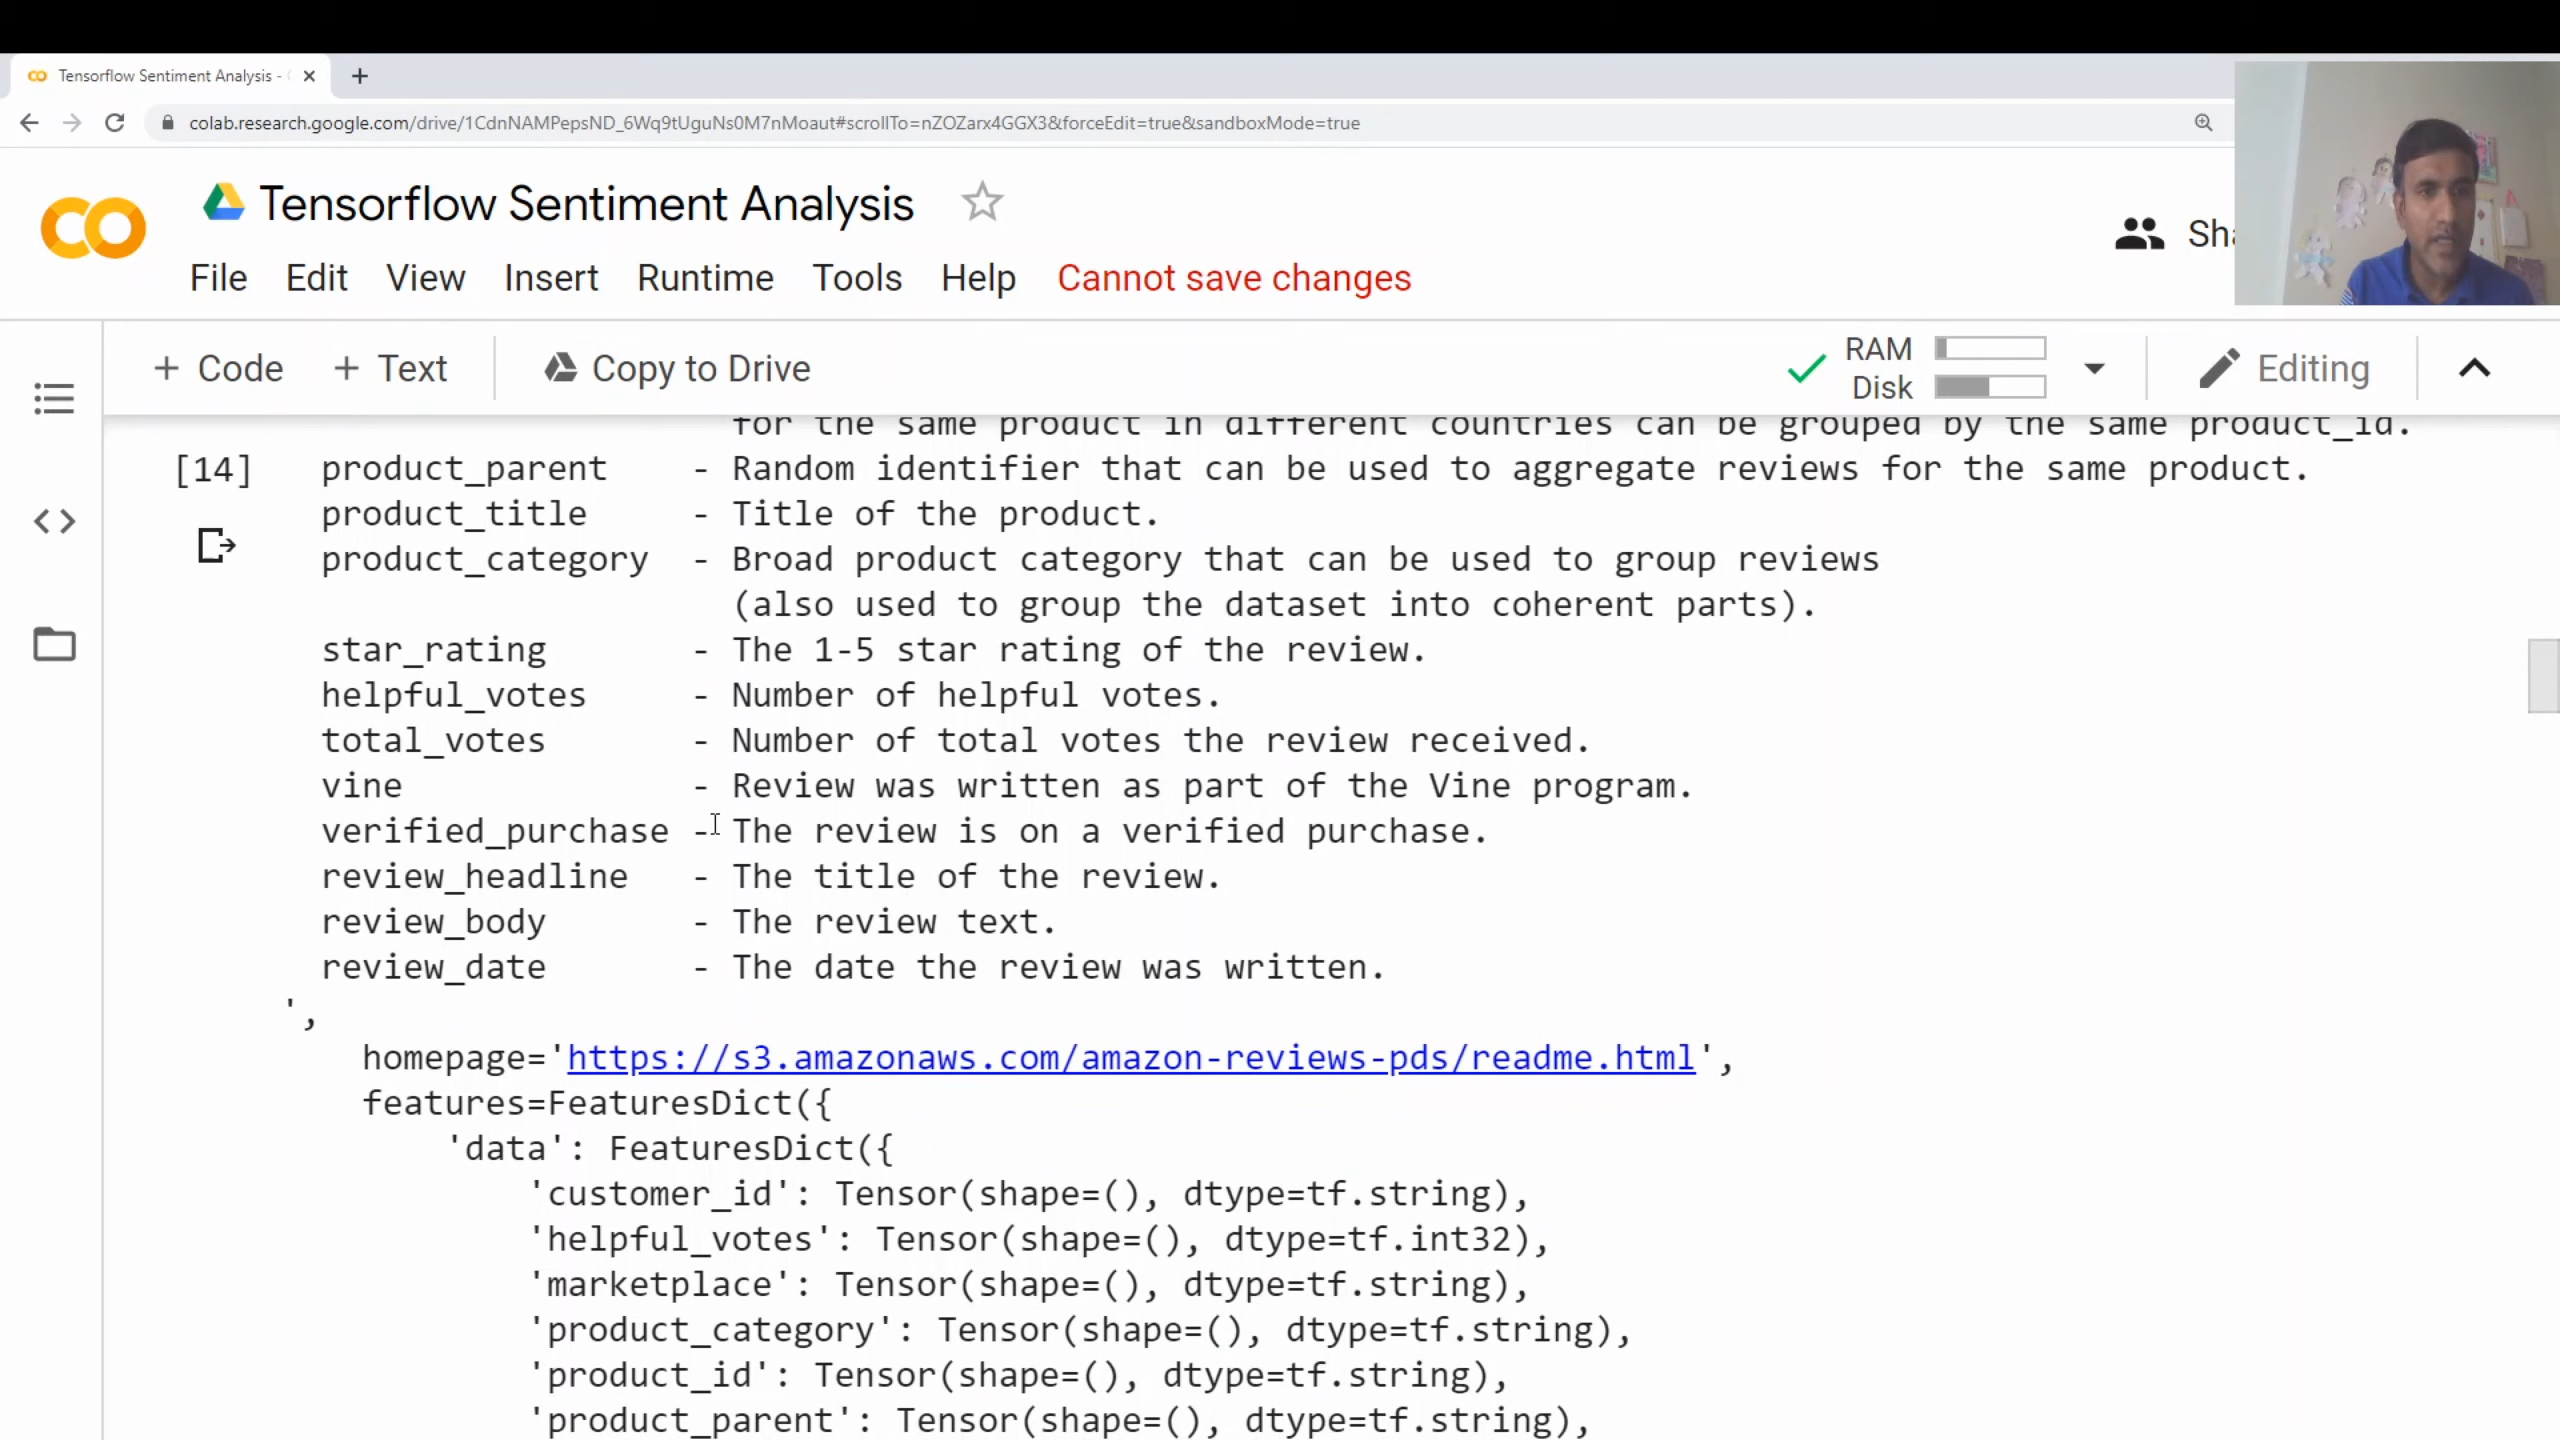 Tensorflow Sentiment Analysis -
colab.research.google.com/drive/1CdnNAMPepsND_6Wq9tUguNs0M7nMoaut#scrollTo=nZOZarx4GGX3&forceEdit=true&sandboxMode=true
CO Tensorflow Sentiment Analysis
File Edit View Insert Runtime Tools Help Cannot save changes
+ Code + Text Copy to Drive RAM Disk Editing
for the same product in different countries can be grouped by the same product_id.
[14] product_parent - Random identifier that can be used to aggregate reviews for the same product.
product_title - Title of the product.
product_category - Broad product category that can be used to group reviews
(also used to group the dataset into coherent parts).
star_rating - The 1-5 star rating of the review.
helpful_votes - Number of helpful votes.
total_votes - Number of total votes the review received.
vine - Review was written as part of the Vine program.
verified_purchase - The review is on a verified purchase.
review_headline - The title of the review.
review_body - The review text.
review_date - The date the review was written.
',
homepage='https://s3.amazonaws.com/amazon-reviews-pds/readme.html',
features=FeaturesDict({
'data': FeaturesDict({
'customer_id': Tensor(shape=(), dtype=tf.string),
'helpful_votes': Tensor(shape=(), dtype=tf.int32),
'marketplace': Tensor(shape=(), dtype=tf.string),
'product_category': Tensor(shape=(), dtype=tf.string),
'product_id': Tensor(shape=(), dtype=tf.string),
'product_parent': Tensor(shape=(), dtype=tf.string),